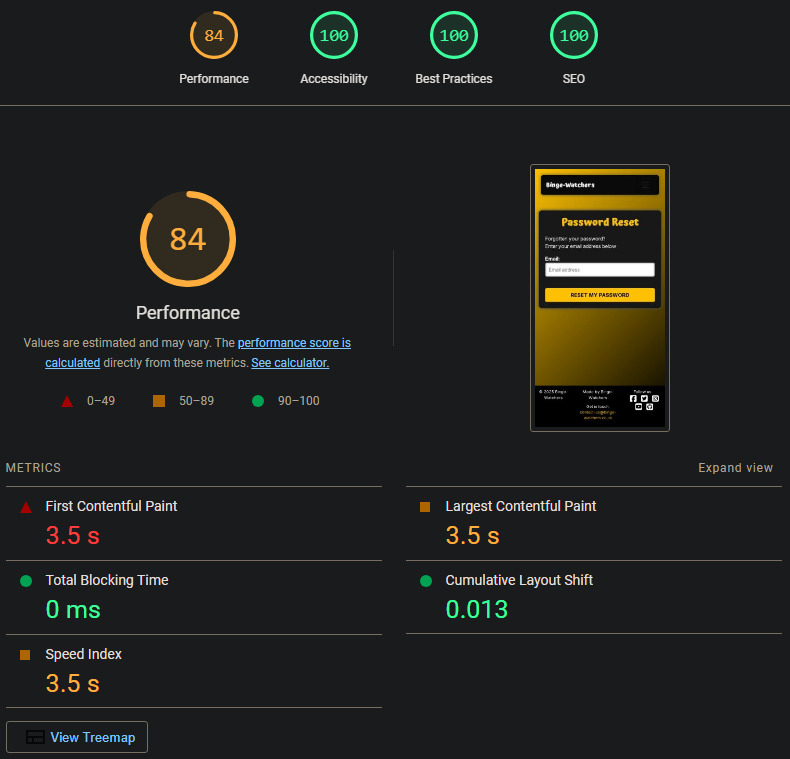 84
100
100
100
Performance
Accessibility
Best Practices
SEO
84
Performance
Values are estimated and may vary. The performance score is
calculated directly from these metrics. See calculator.
0–49
50–89
90–100
Binge-Watchers
Password Reset
Forgotten your password?
Enter your email address below
Email:
Email address
RESET MY PASSWORD
© 2025 Binge-
Watchers
Made by Binge
Watchers
Follow us
Get in touch
METRICS
Expand view
First Contentful Paint
3.5 s
Largest Contentful Paint
3.5 s
Total Blocking Time
0 ms
Cumulative Layout Shift
0.013
Speed Index
3.5 s
View Treemap